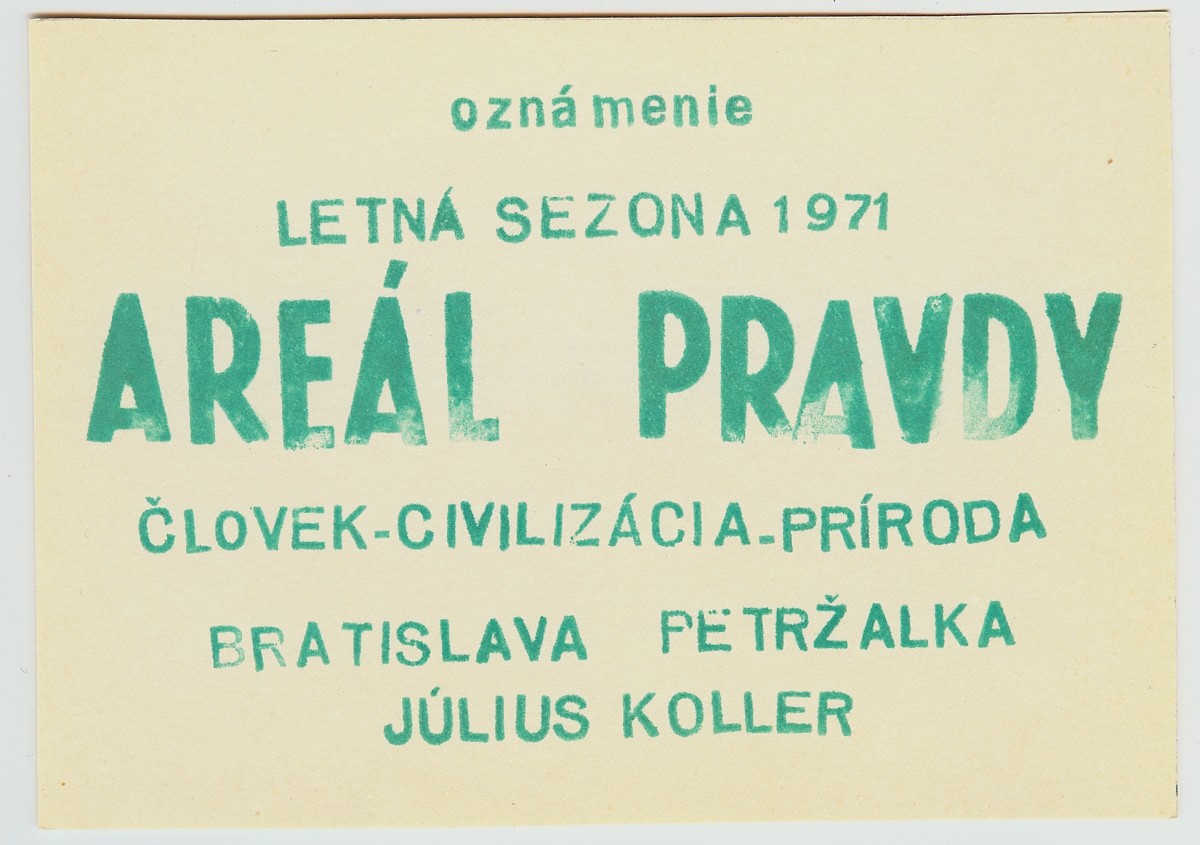 oznámenie
LETNÁ SEZONA 1971
AREÁL PRAVDY
ČLOVEK-CIVILIZÁCIA-PRÍRODA
BRATISLAVA PETRŽALKA
JÚLIUS KOLLER